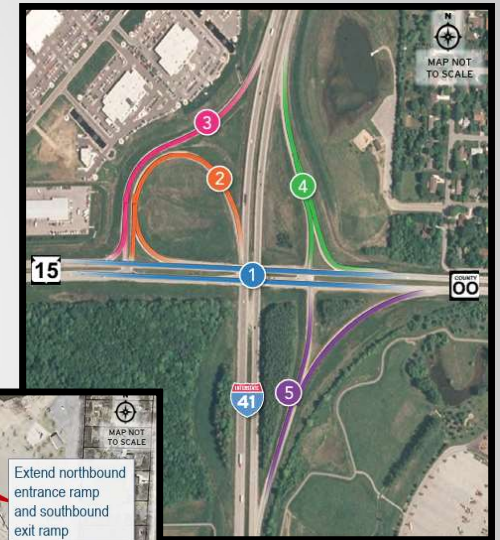 N
MAP NOT
TO SCALE
3
2
4
1
15
COUNTY
OO
INTERSTATE
41
5
N
MAP NOT
TO SCALE
Extend northbound
entrance ramp
and southbound
exit ramp